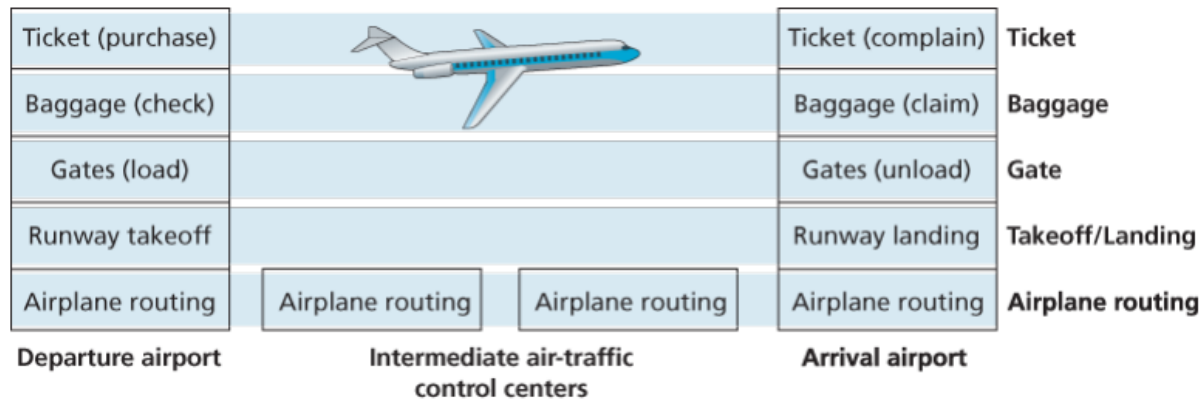 Ticket (purchase) Ticket (complain) Ticket
Baggage (check) Baggage (claim) Baggage
Gates (load) Gates (unload) Gate
Runway takeoff Runway landing Takeoff/Landing
Airplane routing Airplane routing Airplane routing Airplane routing Airplane routing
Departure airport Intermediate air-traffic Arrival airport
control centers